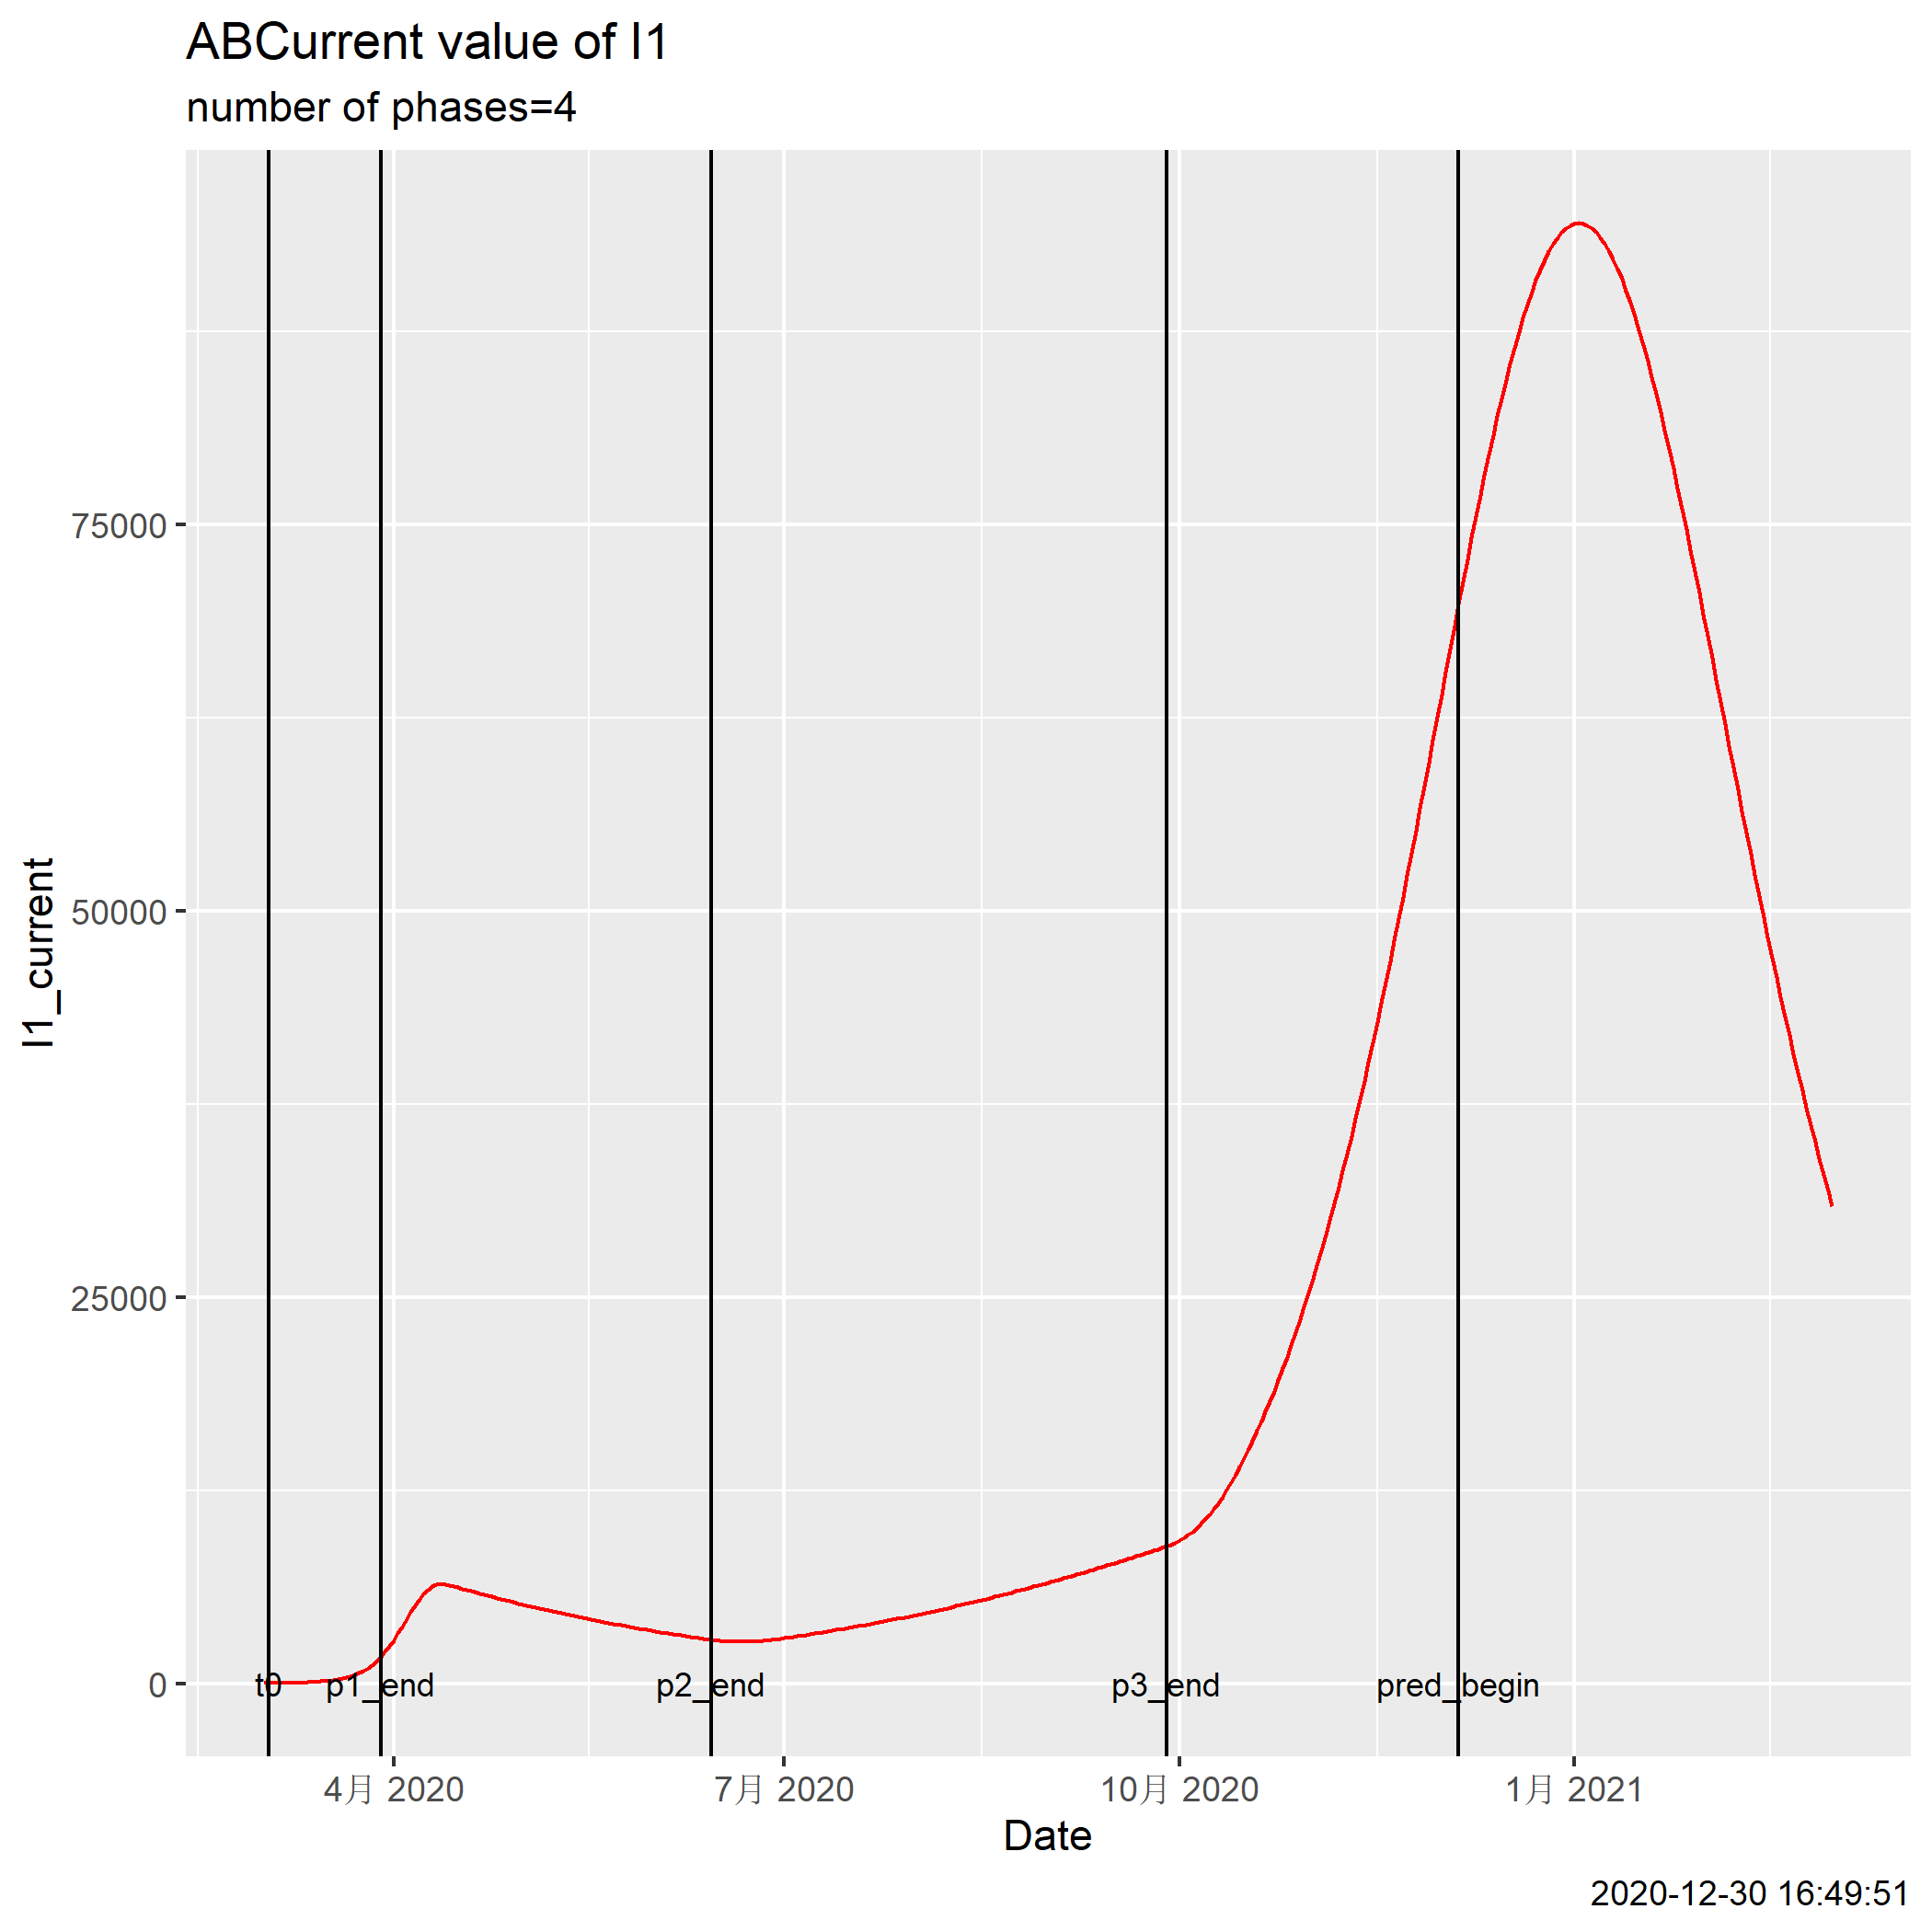 ABCurrent value of I1
number of phases=4
I1_current
75000
50000
25000
0
t0 p1_end p2_end p3_end pred_begin
4月 2020 7月 2020 10月 2020 1月 2021
Date
2020-12-30 16:49:51